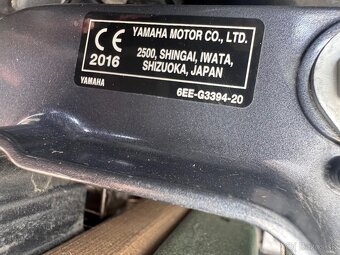 CE YAMAHA MOTOR CO., LTD.
2016 2500, SHINGAI, IWATA,
SHIZUOKA, JAPAN
YAMAHA 6EE-G3394-20